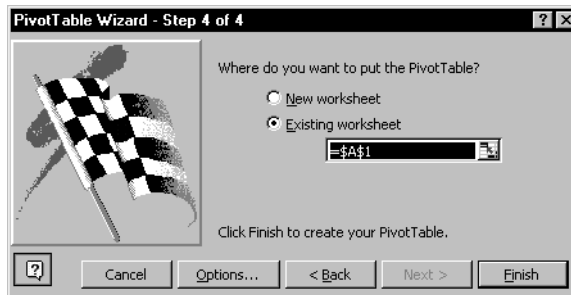 PivotTable Wizard - Step 4 of 4
? X
Where do you want to put the PivotTable?
New worksheet
Existing worksheet
=$A$1
Click Finish to create your PivotTable.
? Cancel Options... < Back Next > Finish